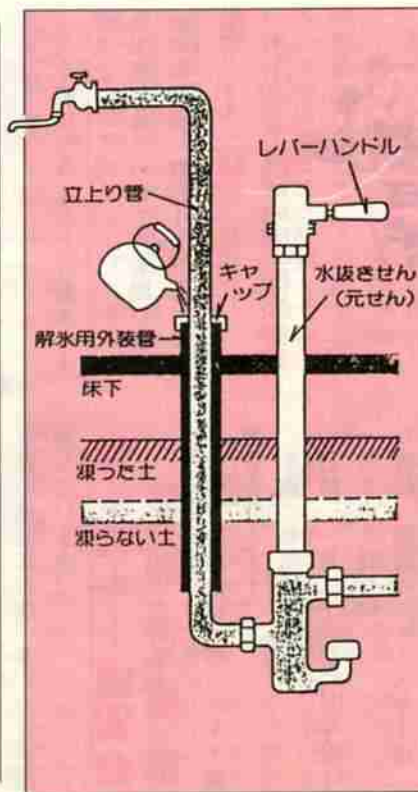 レバーハンドル
立上り管
キャ
ップ
水抜きせん
(元せん)
解氷用外装管
床下
凍った土
凍らない土